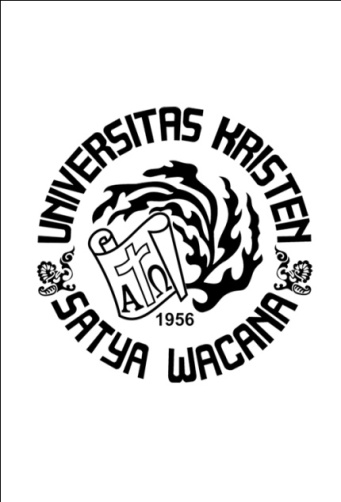 UNIVERSITAS KRISTEN
Α Ω
1956
SATYA WACANA